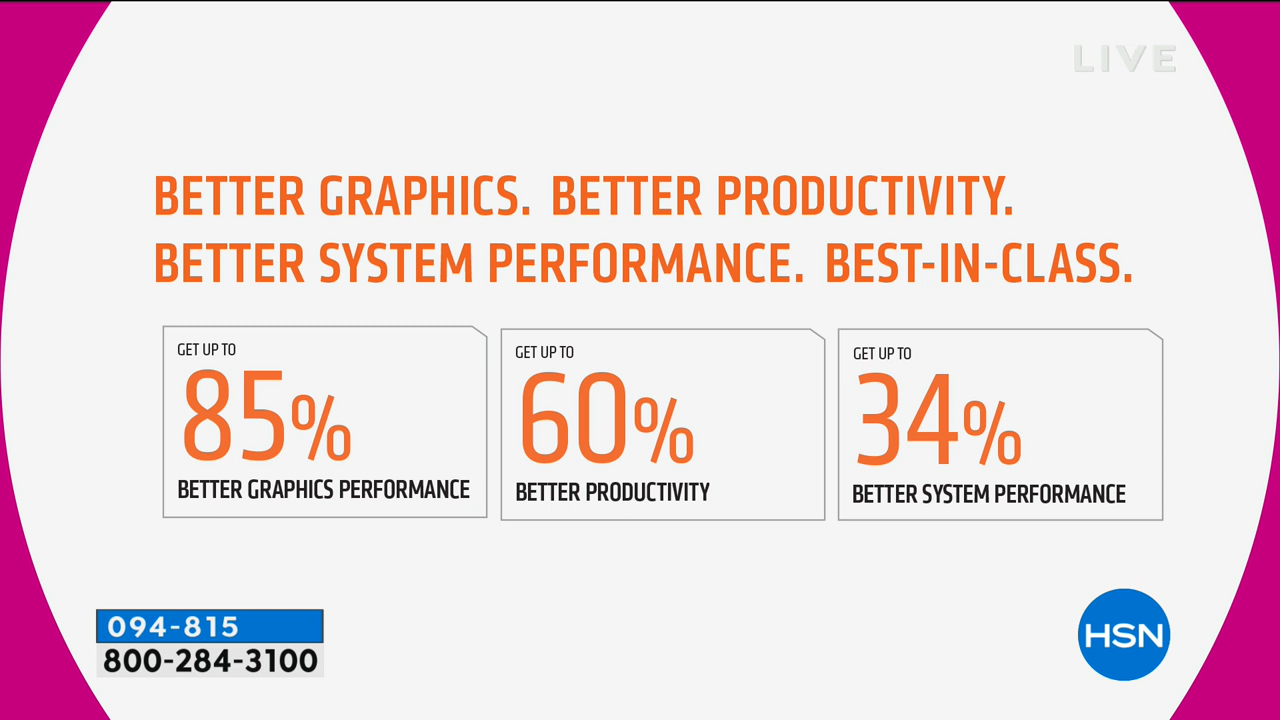 LIVE
BETTER GRAPHICS. BETTER PRODUCTIVITY.
BETTER SYSTEM PERFORMANCE. BEST-IN-CLASS.
GET UP TO
85%
BETTER GRAPHICS PERFORMANCE
GET UP TO
60%
BETTER PRODUCTIVITY
GET UP TO
34%
BETTER SYSTEM PERFORMANCE
094-815
800-284-3100
HSN